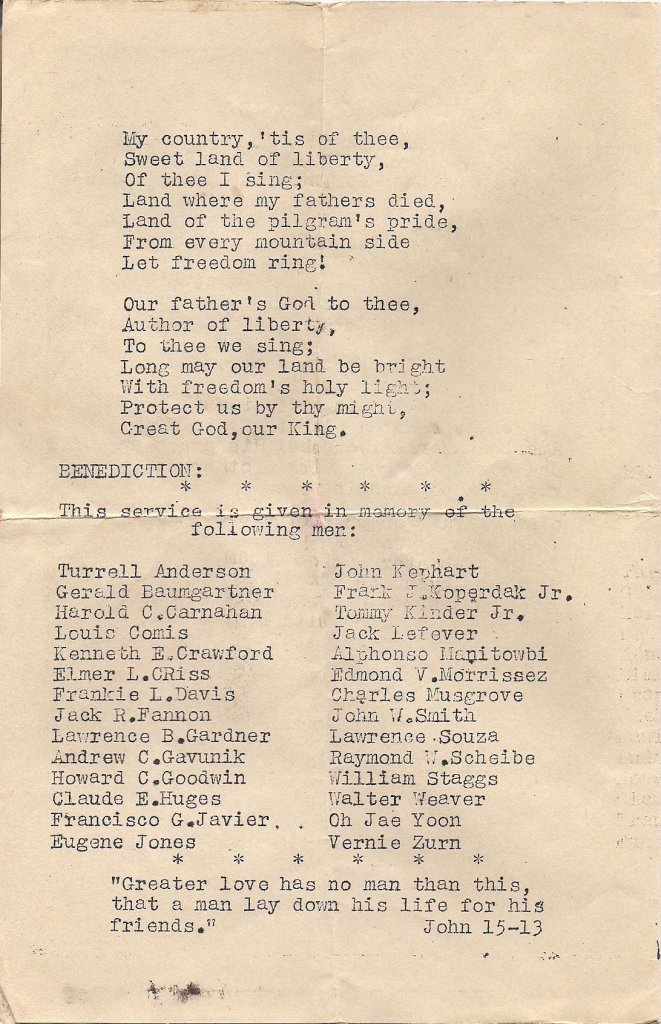 My country,'tis of thee,
Sweet land of liberty,
Of thee I sing;
Land where my fathers died,
Land of the pilgram's pride,
From every mountain side
Let freedom ring!
Our father's God to thee,
Author of liberty,
To thee we sing;
Long may our land be bright
With freedom's holy light;
Protect us by thy might,
Great God,our King.
BENEDICTION:
* * * * * *
This service is given in memory of the
following men:
Turrell Anderson John Kephart
Gerald Baumgartner Frank J.Koperdak Jr.
Harold C.Carnahan Tommy Kinder Jr.
Louis Comis Jack Lefever
Kenneth E.Crawford Alphonso Manitowbi
Elmer L.CRiss Edmond V.Morrissez
Frankie L.Davis Charles Musgrove
Jack R.Fannon John W.Smith
Lawrence B.Gardner Lawrence Souza
Andrew C.Gavunik Raymond W.Scheibe
Howard C.Goodwin William Staggs
Claude E.Huges Walter Weaver
Francisco G.Javier. Oh Jae Yoon
Eugene Jones Vernie Zurn
* * * * * *
"Greater love has no man than this,
that a man lay down his life for his
friends." John 15-13